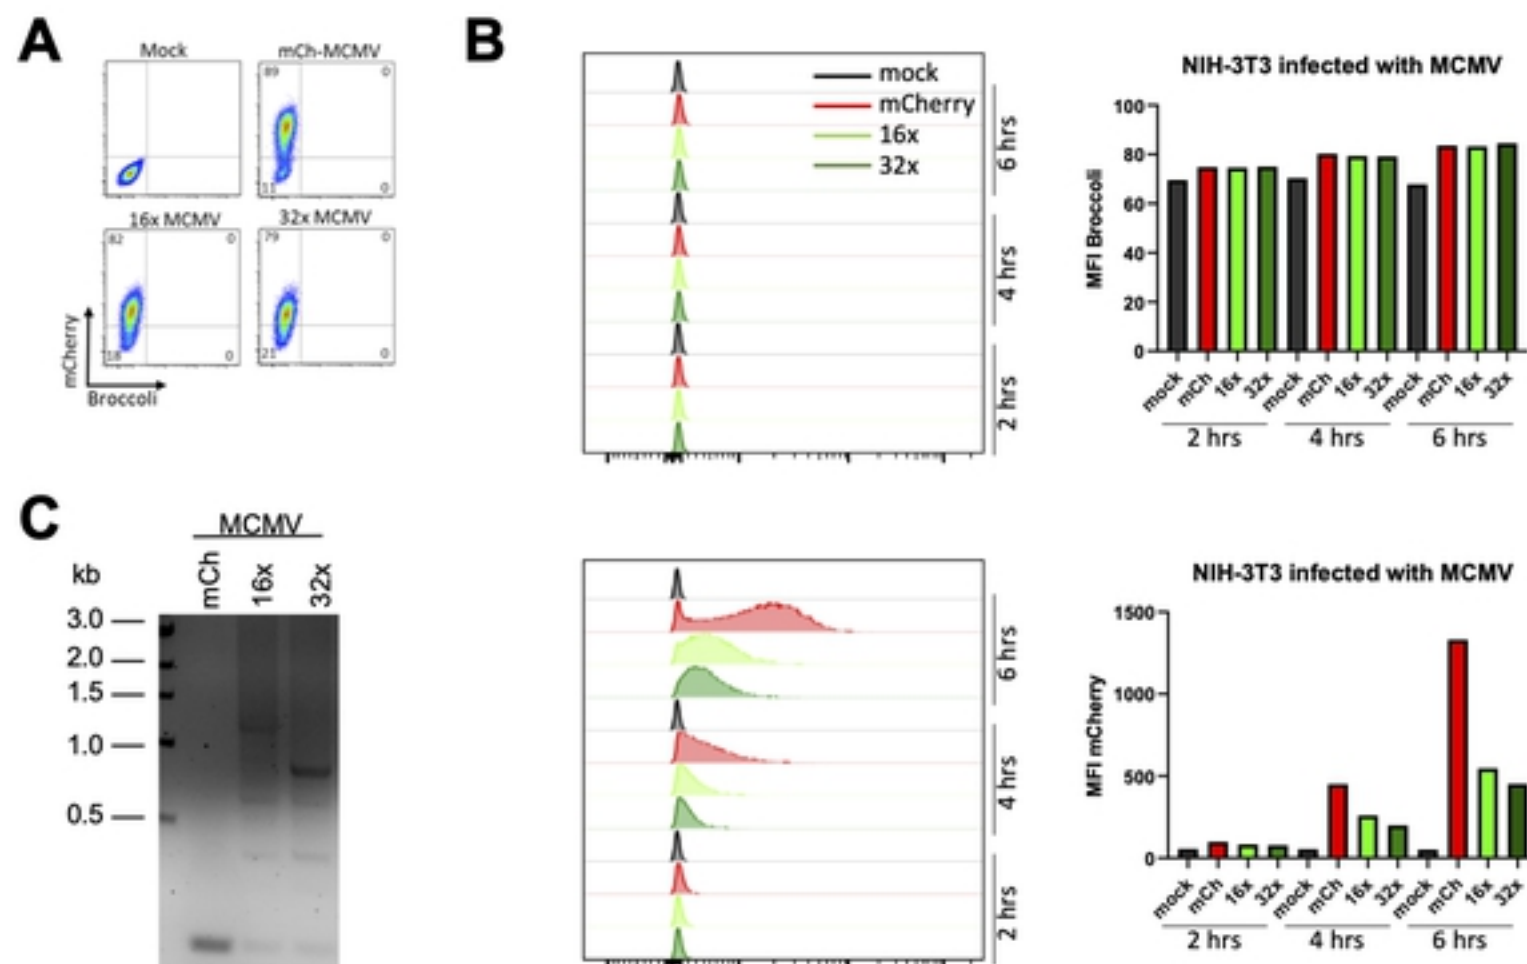 A
Mock
mCh-MCMV
89
0
11
0
16x MCMV
32x MCMV
82
0
79
0
18
0
21
0
mCherry
Broccoli
B
mock
mCherry
16x
32x
6 hrs
4 hrs
2 hrs
NIH-3T3 infected with MCMV
MFI Broccoli
100
80
60
40
20
0
mock mCh 16x 32x mock mCh 16x 32x mock mCh 16x 32x
2 hrs 4 hrs 6 hrs
C
MCMV
kb
mCh
16x
32x
3.0
2.0
1.5
1.0
0.5
6 hrs
4 hrs
2 hrs
NIH-3T3 infected with MCMV
MFI mCherry
1500
1000
500
0
mock mCh 16x 32x mock mCh 16x 32x mock mCh 16x 32x
2 hrs 4 hrs 6 hrs